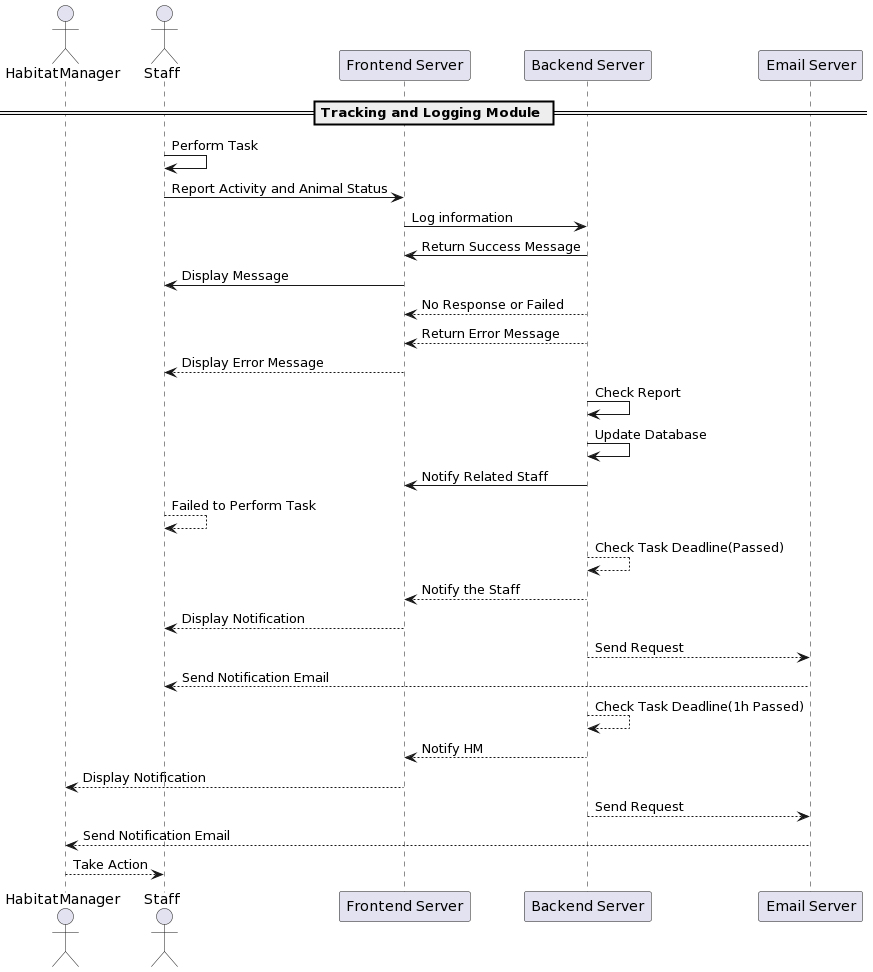 HabitatManager
Staff
Frontend Server
Backend Server
Email Server
Tracking and Logging Module
Perform Task
Report Activity and Animal Status
Log information
Return Success Message
Display Message
No Response or Failed
Return Error Message
Display Error Message
Check Report
Update Database
Notify Related Staff
Failed to Perform Task
Check Task Deadline(Passed)
Notify the Staff
Display Notification
Send Request
Send Notification Email
Check Task Deadline(1h Passed)
Notify HM
Display Notification
Send Request
Send Notification Email
Take Action
HabitatManager
Staff
Frontend Server
Backend Server
Email Server